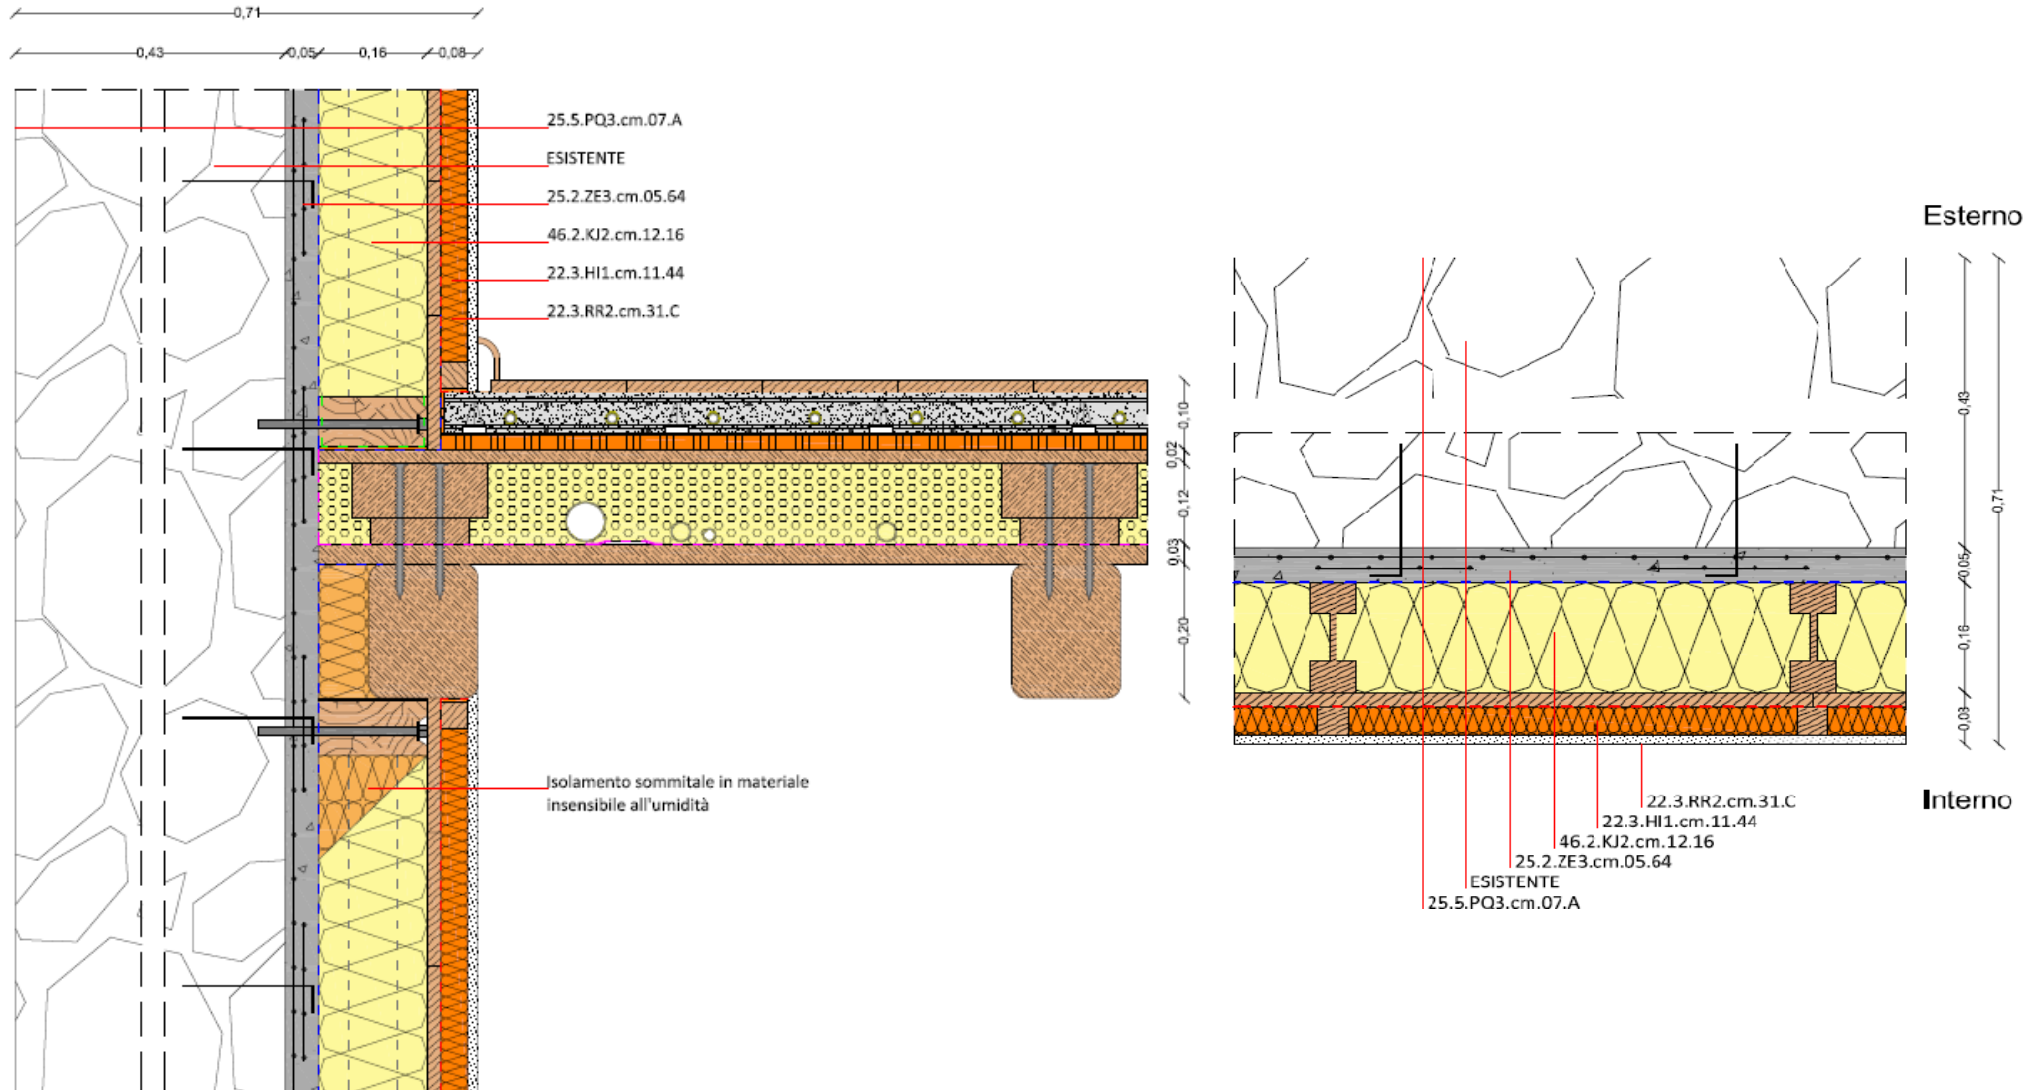 0,71
0,43
0,05
0,16
0,08
25.5.PQ3.cm.07.A
ESISTENTE
25.2.ZE3.cm.05.64
46.2.KJ2.cm.12.16
22.3.HI1.cm.11.44
22.3.RR2.cm.31.C
0,10
0,02
0,12
0,03
0,20
Isolamento sommitale in materiale
insensibile all'umidità
Esterno
0,43
0,71
0,05
0,16
0,03
Interno
22.3.RR2.cm.31.C
22.3.HI1.cm.11.44
46.2.KJ2.cm.12.16
25.2.ZE3.cm.05.64
ESISTENTE
25.5.PQ3.cm.07.A